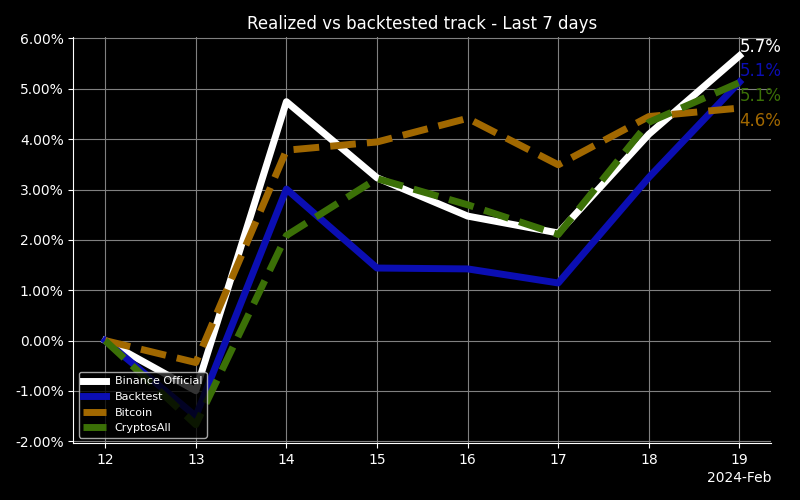 Realized vs backtested track - Last 7 days
6.00%
5.00%
4.00%
3.00%
2.00%
1.00%
0.00%
-1.00%
-2.00%
5.7%
5.1%
5.1%
4.6%
Binance Official
Backtest
Bitcoin
CryptosAll
12 13 14 15 16 17 18 19
2024-Feb